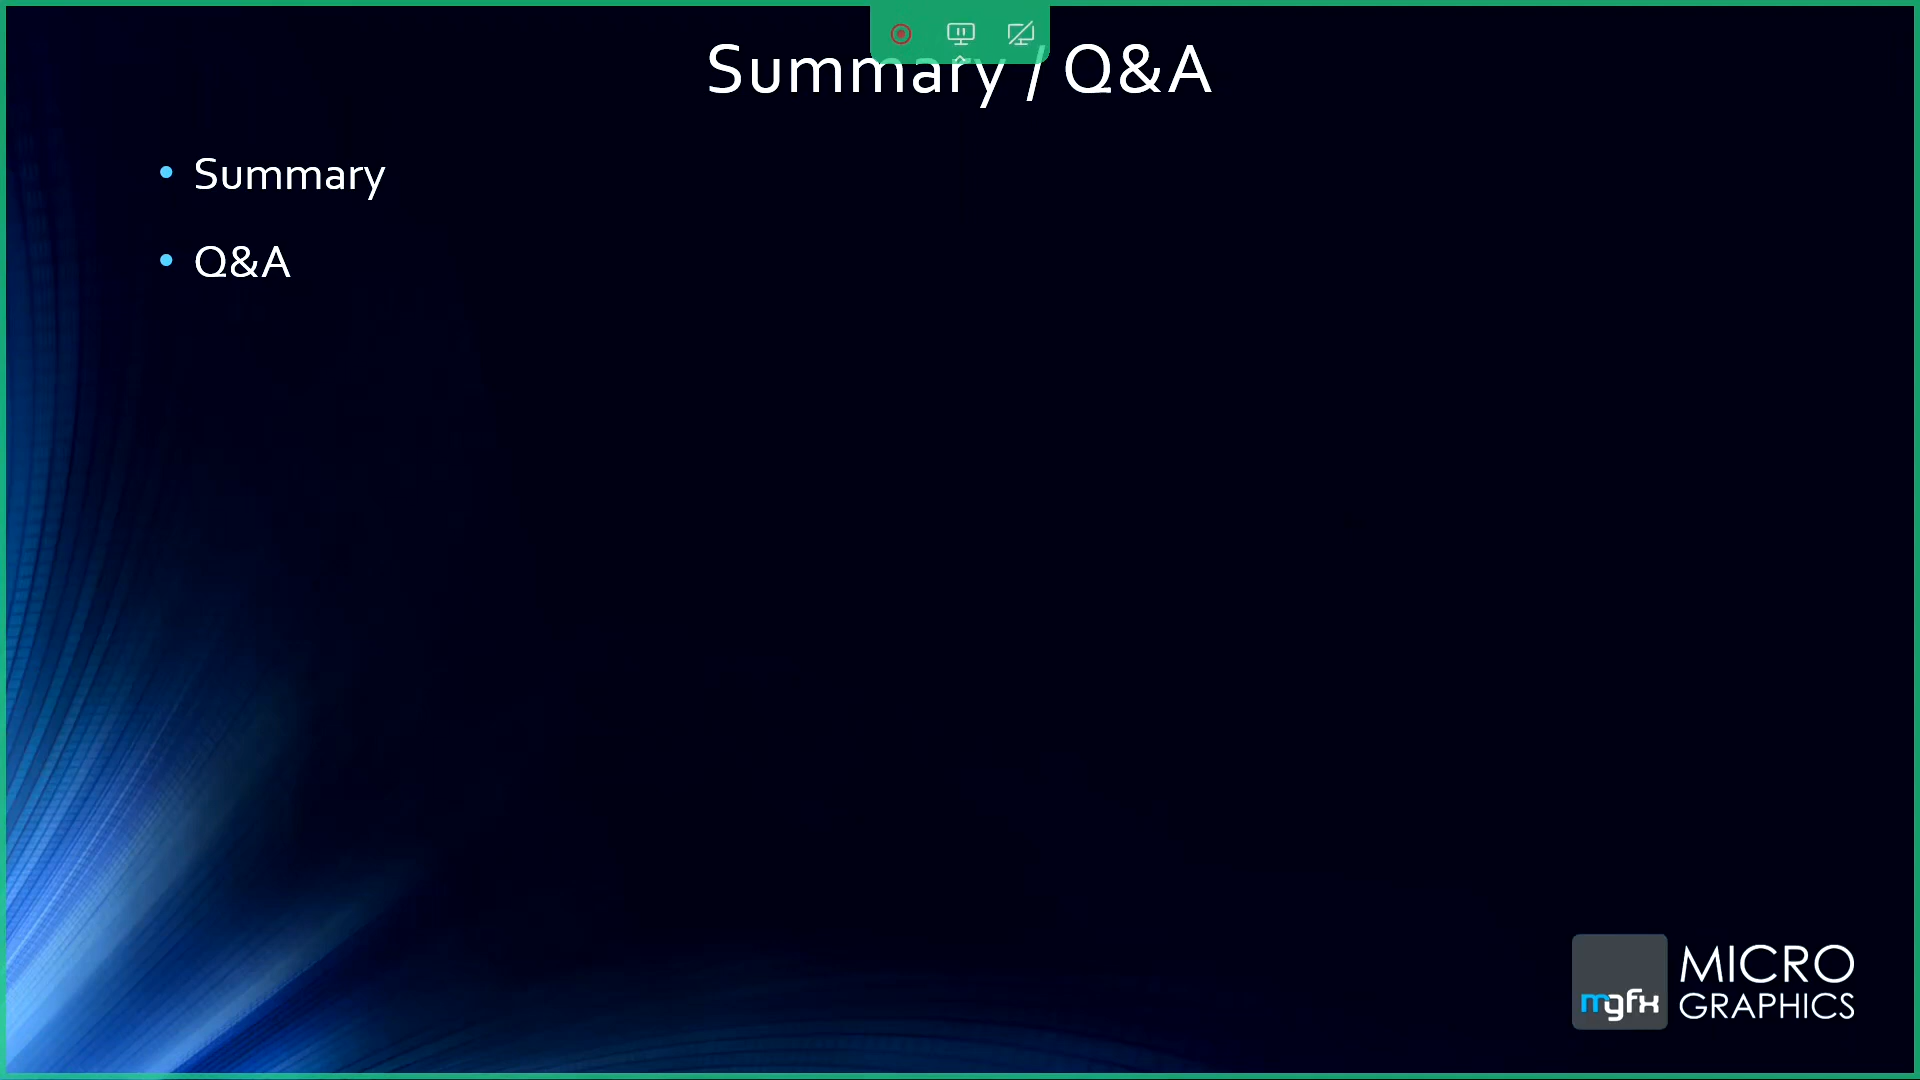 Summary / Q&A
• Summary
• Q&A
mgfx
MICRO
GRAPHICS